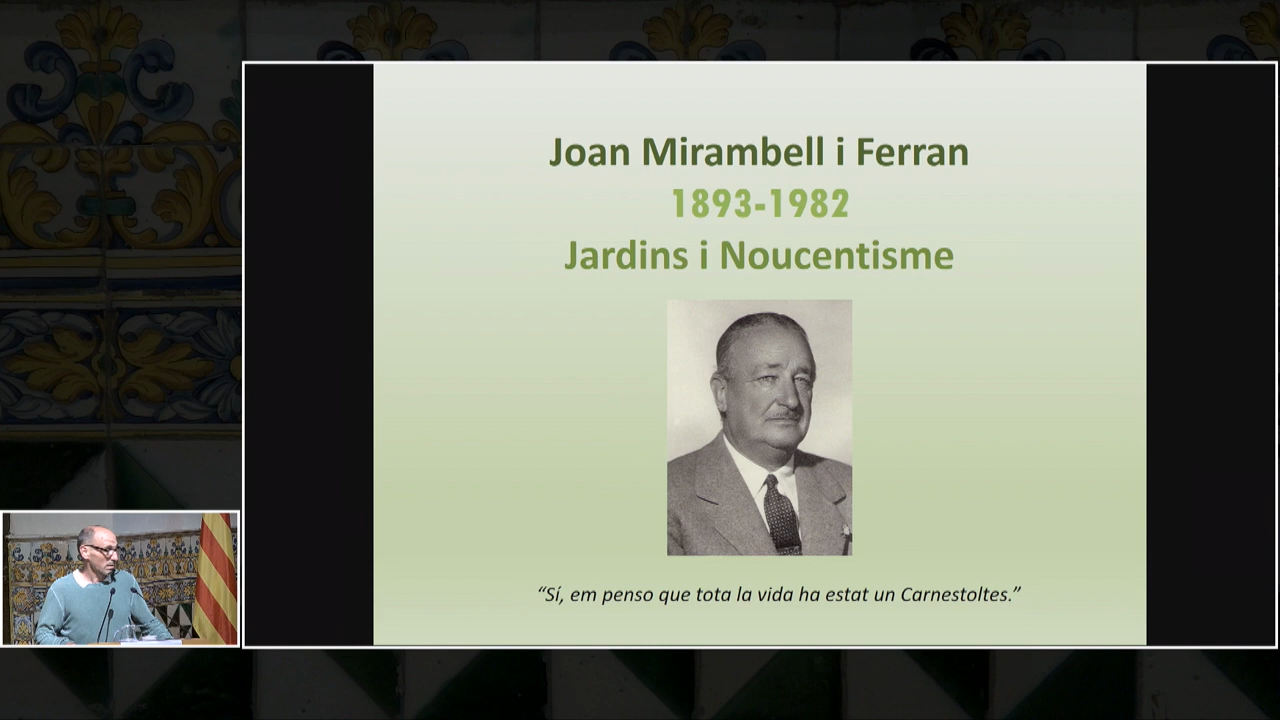 Joan Mirambell i Ferran
1893-1982
Jardins i Noucentisme
“Sí, em penso que tota la vida ha estat un Carnestoltes.”